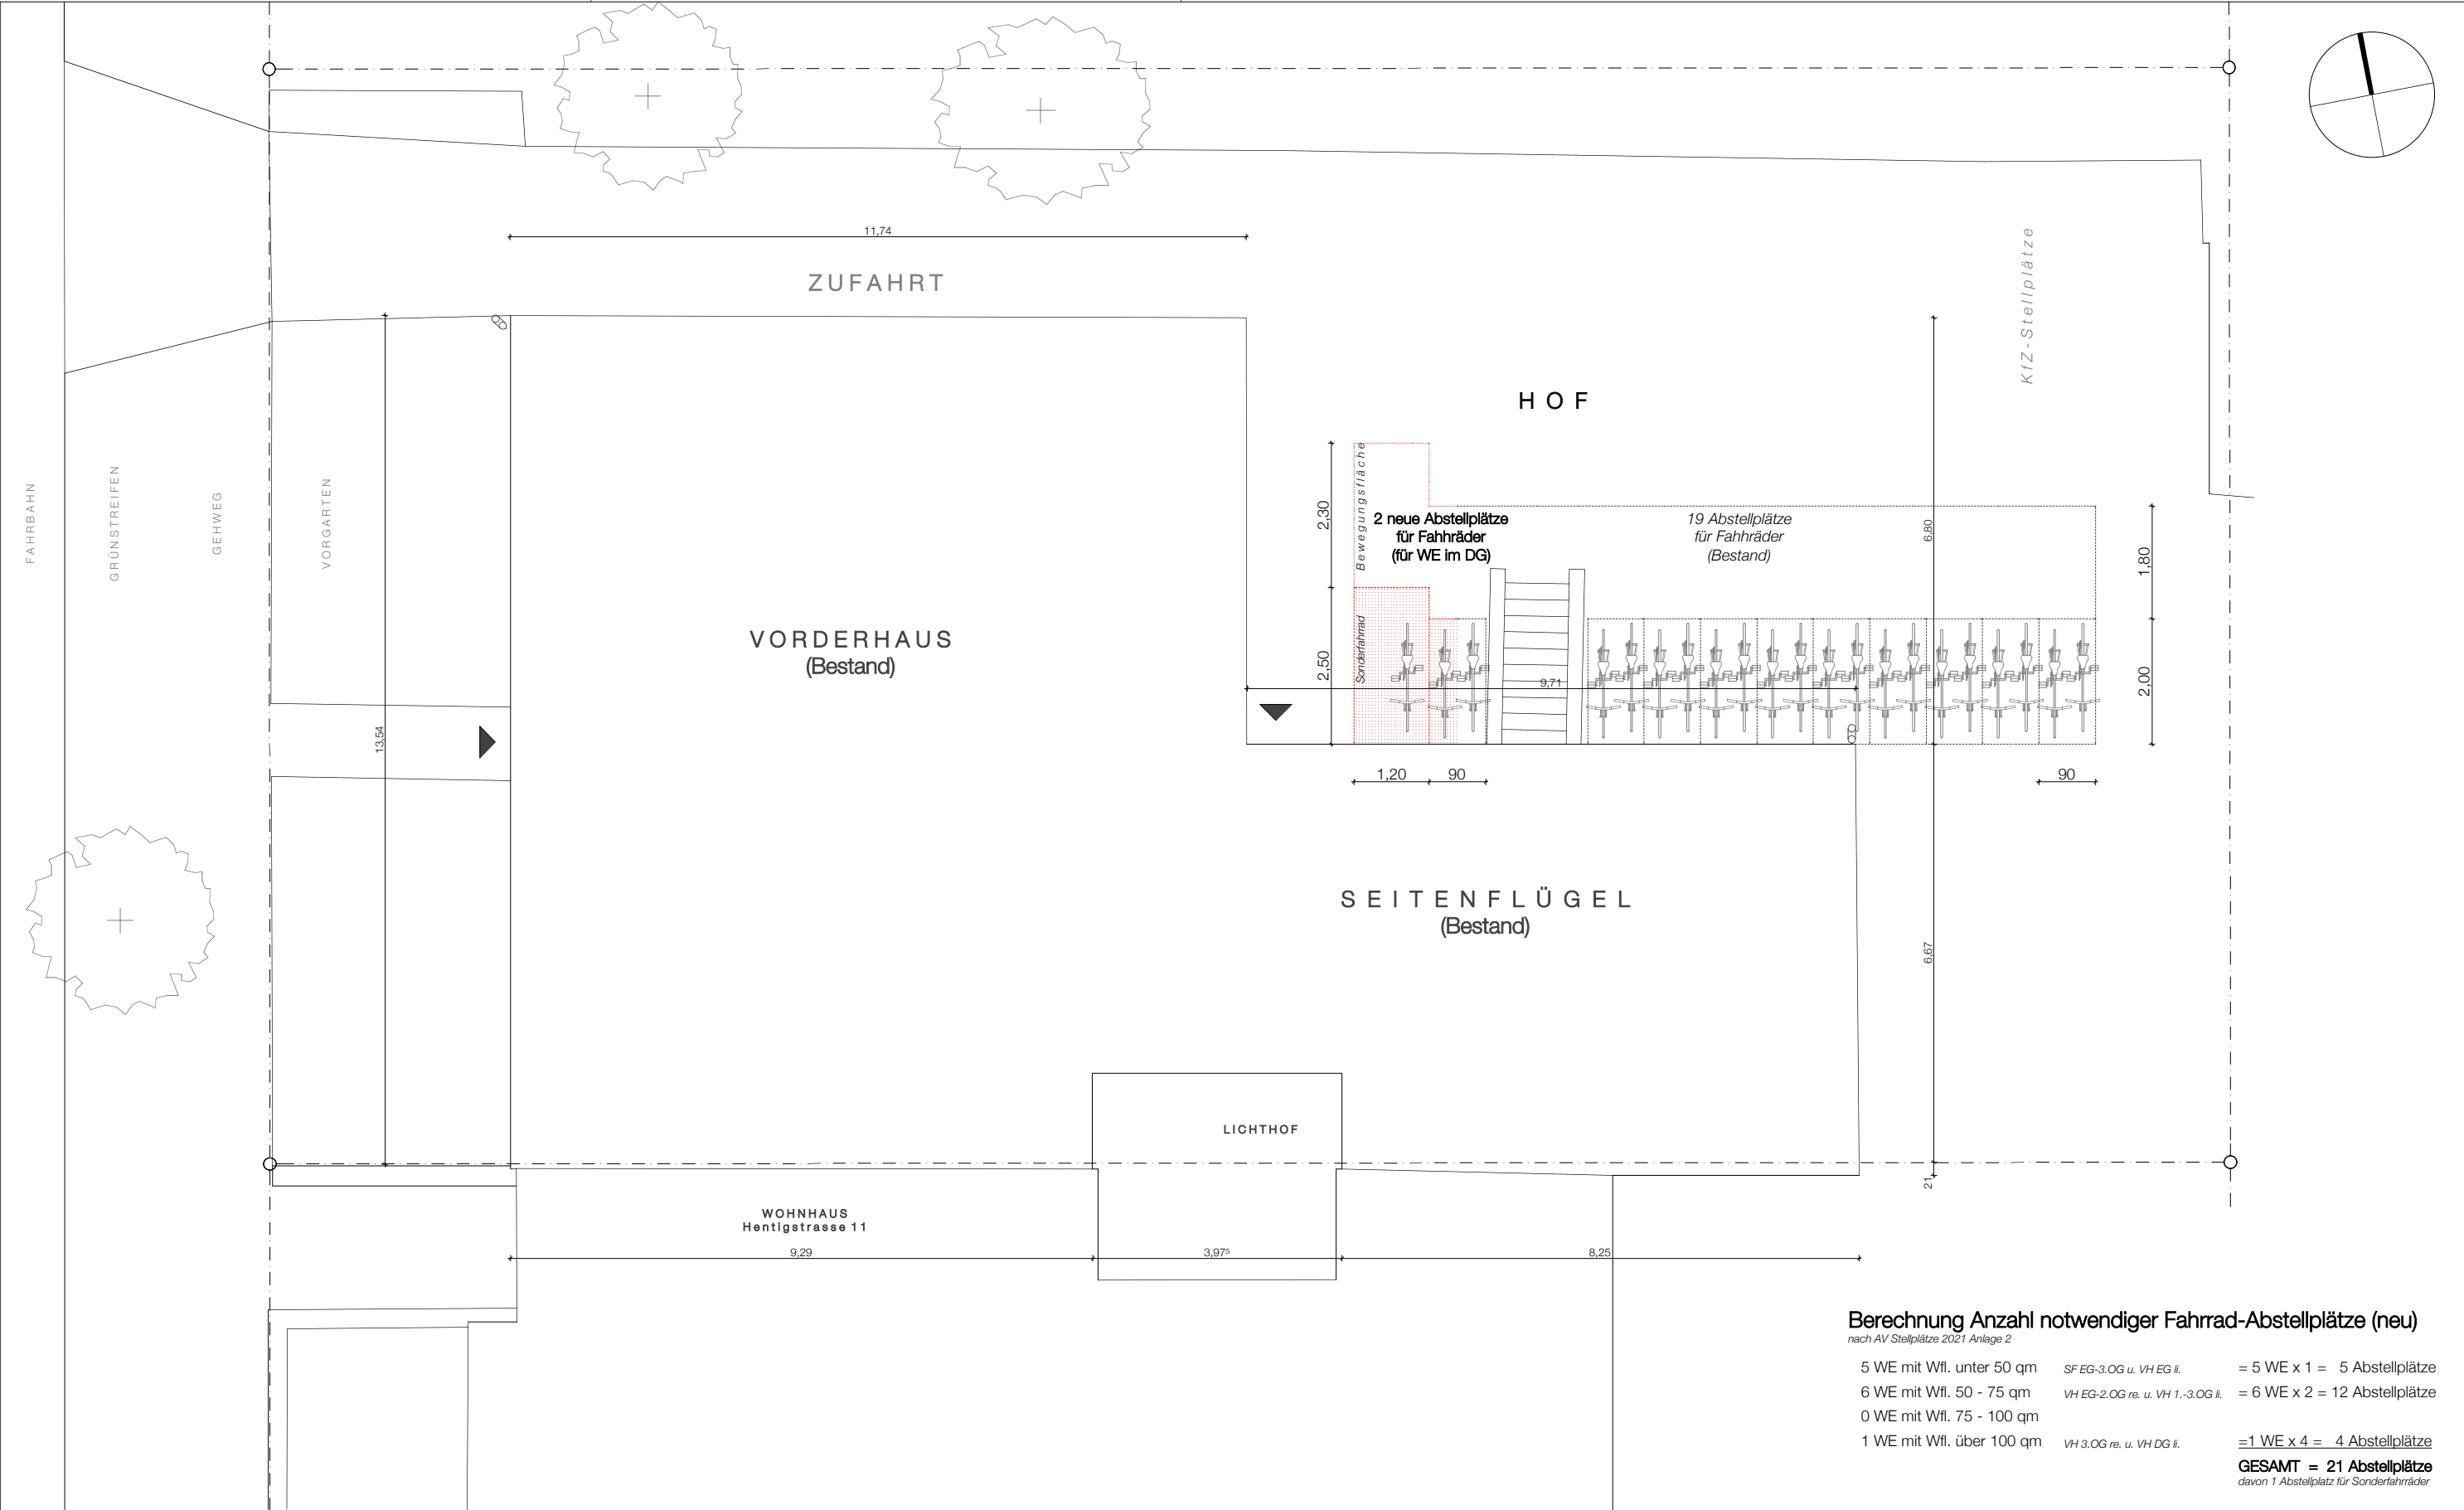 11,74
ZUFAHRT
KfZ-Stellplätze
HOF
FAHRBAHN
GRÜNSTREIFEN
GEHWEG
VORGARTEN
13,54
VORDERHAUS
(Bestand)
2,30
2,50
Bewegungsfläche
Sonderfahrrad
2 neue Abstellplätze
für Fahhräder
(für WE im DG)
19 Abstellplätze
für Fahhräder
(Bestand)
6,80
1,80
2,00
9,71
1,20
90
90
SEITENFLÜGEL
(Bestand)
6,67
LICHTHOF
21
WOHNHAUS
Hentigstrasse 11
9,29
3,97⁵
8,25
Berechnung Anzahl notwendiger Fahrrad-Abstellplätze (neu)
nach AV Stellplätze 2021 Anlage 2
5 WE mit Wfl. unter 50 qm SF EG-3.OG u. VH EG li. = 5 WE x 1 = 5 Abstellplätze
6 WE mit Wfl. 50 - 75 qm VH EG-2.OG re. u. VH 1.-3.OG li. = 6 WE x 2 = 12 Abstellplätze
0 WE mit Wfl. 75 - 100 qm
1 WE mit Wfl. über 100 qm VH 3.OG re. u. VH DG li. =1 WE x 4 = 4 Abstellplätze
GESAMT = 21 Abstellplätze
davon 1 Abstellplatz für Sonderfahrräder